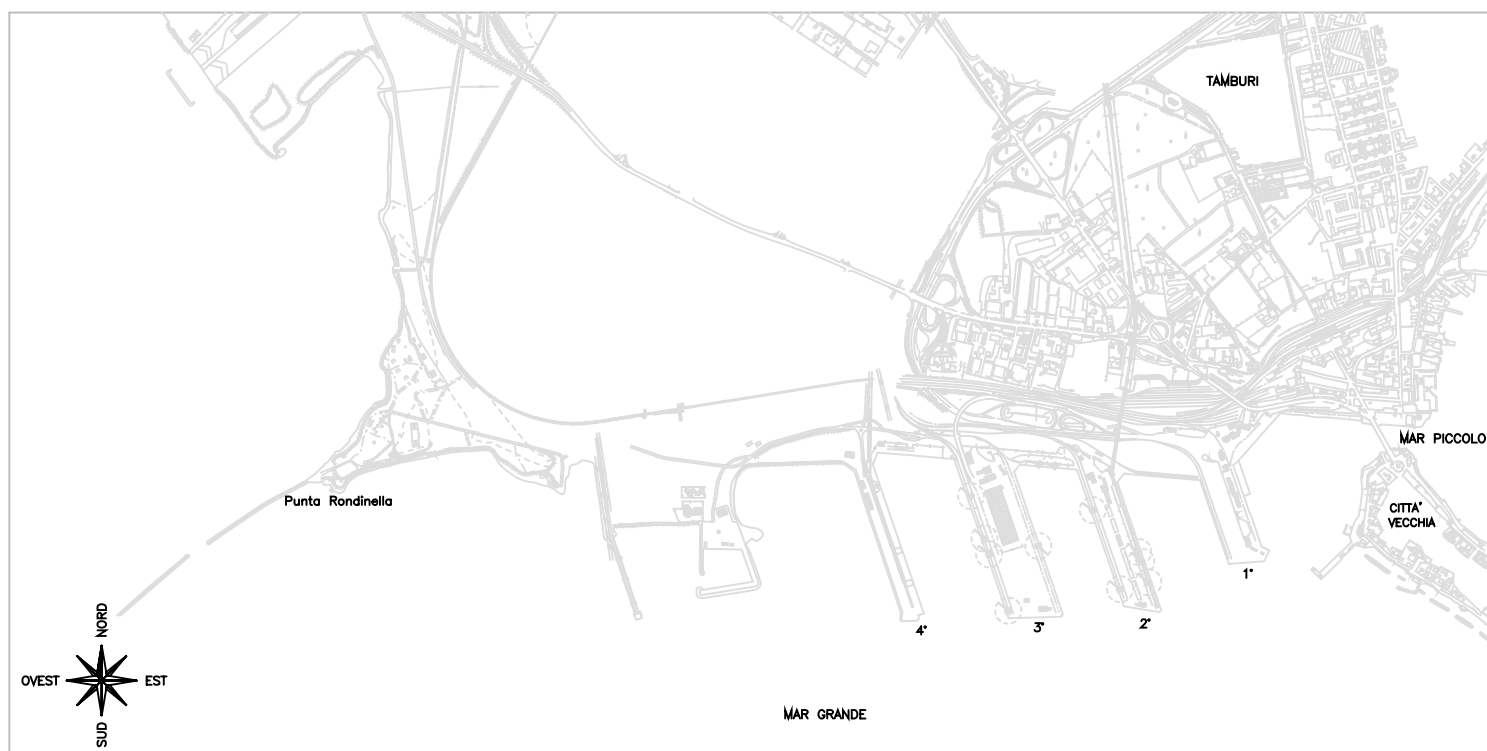 TAMBURI
MAR PICCOLO
Punta Rondinella
CITTA'
VECCHIA
1°
2°
3°
4°
NORD
OVEST
EST
SUD
MAR GRANDE